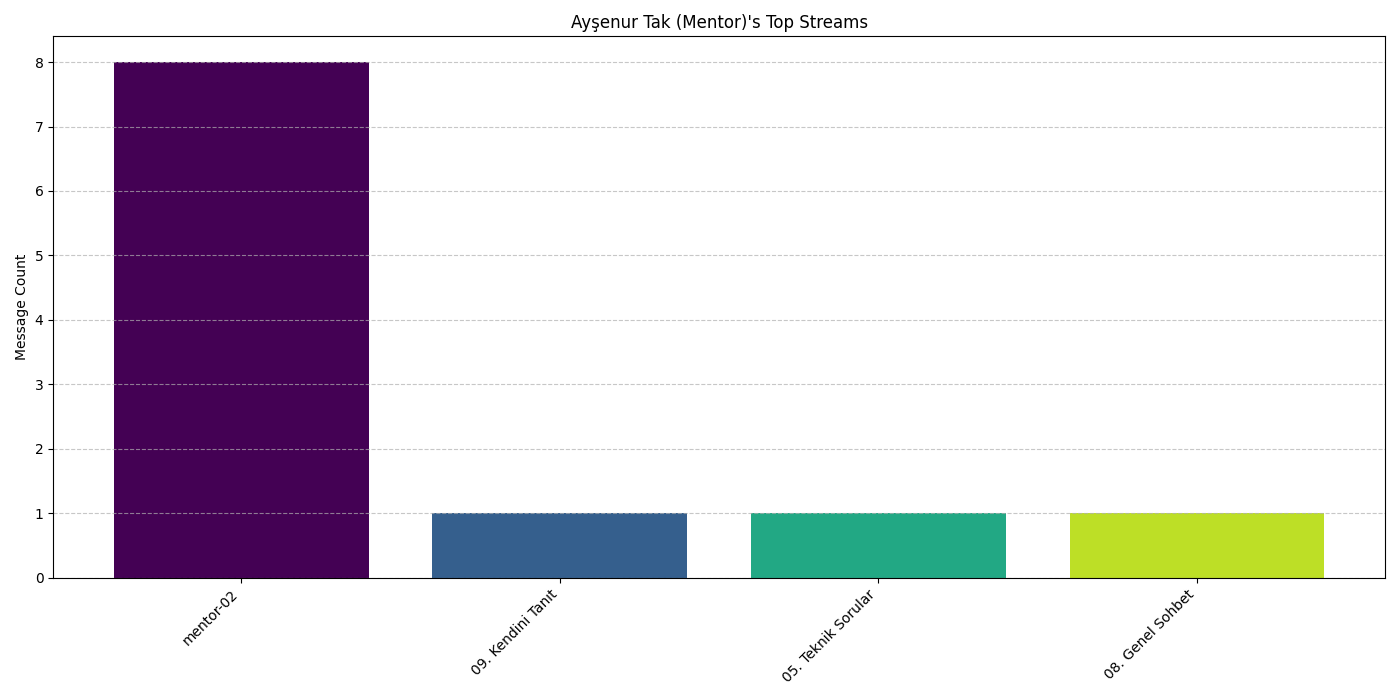 Ayşenur Tak (Mentor)'s Top Streams
Message Count
8
7
6
5
4
3
2
1
0
mentor-02
09. Kendini Tanıt
05. Teknik Sorular
08. Genel Sohbet